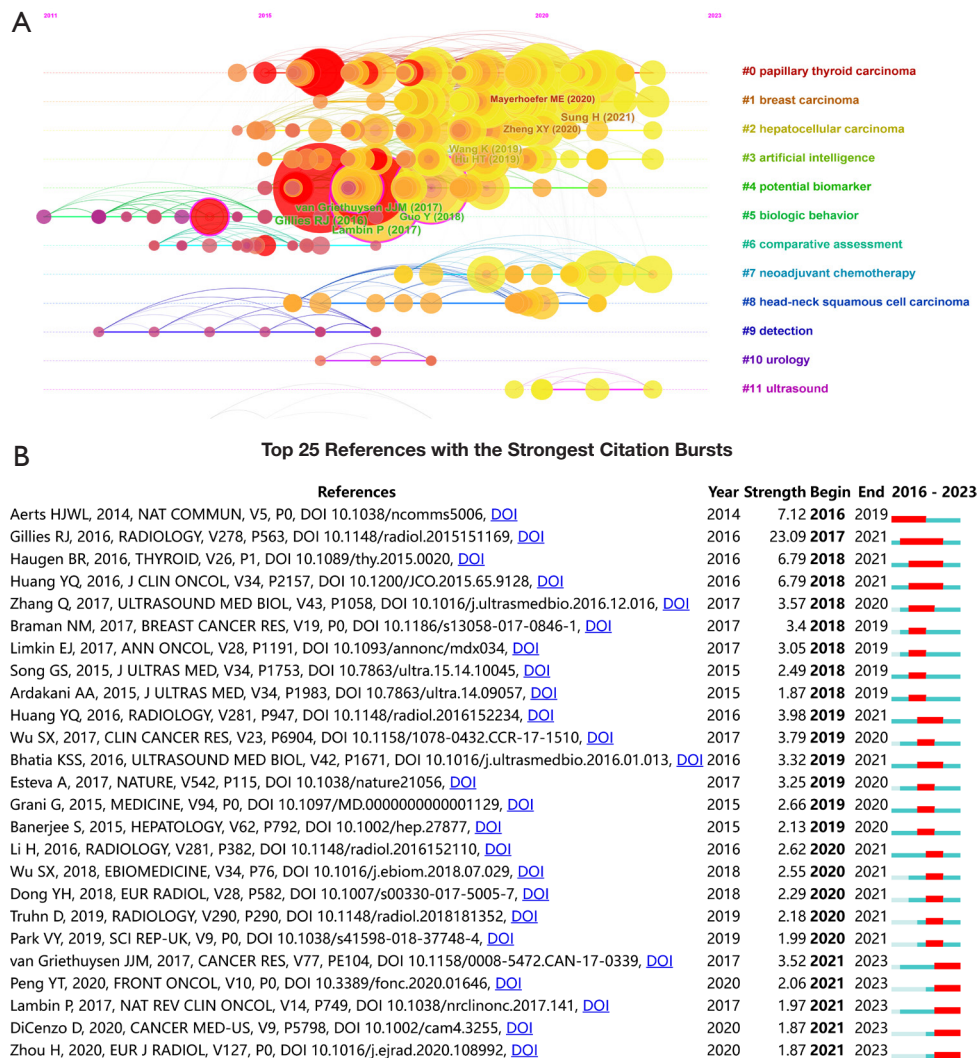 A
2011 2015 2020 2023
#0 papillary thyroid carcinoma
Mayerhoefer ME (2020)
#1 breast carcinoma
Sung H (2021)
Zheng XY (2020)
#2 hepatocellular carcinoma
Wang K (2019)
Hu HT (2019)
#3 artificial intelligence
#4 potential biomarker
van Griethuysen JJM (2017)
Guo Y (2018)
Gillies RJ (2016)
Lambin P (2017)
#5 biologic behavior
#6 comparative assessment
#7 neoadjuvant chemotherapy
#8 head-neck squamous cell carcinoma
#9 detection
#10 urology
#11 ultrasound
B
Top 25 References with the Strongest Citation Bursts
References Year Strength Begin End 2016 - 2023
Aerts HJWL, 2014, NAT COMMUN, V5, P0, DOI 10.1038/ncomms5006, DOI 2014 7.12 2016 2019
Gillies RJ, 2016, RADIOLOGY, V278, P563, DOI 10.1148/radiol.2015151169, DOI 2016 23.09 2017 2021
Haugen BR, 2016, THYROID, V26, P1, DOI 10.1089/thy.2015.0020, DOI 2016 6.79 2018 2021
Huang YQ, 2016, J CLIN ONCOL, V34, P2157, DOI 10.1200/JCO.2015.65.9128, DOI 2016 6.79 2018 2021
Zhang Q, 2017, ULTRASOUND MED BIOL, V43, P1058, DOI 10.1016/j.ultrasmedbio.2016.12.016, DOI 2017 3.57 2018 2020
Braman NM, 2017, BREAST CANCER RES, V19, P0, DOI 10.1186/s13058-017-0846-1, DOI 2017 3.4 2018 2019
Limkin EJ, 2017, ANN ONCOL, V28, P1191, DOI 10.1093/annonc/mdx034, DOI 2017 3.05 2018 2019
Song GS, 2015, J ULTRAS MED, V34, P1753, DOI 10.7863/ultra.15.14.10045, DOI 2015 2.49 2018 2019
Ardakani AA, 2015, J ULTRAS MED, V34, P1983, DOI 10.7863/ultra.14.09057, DOI 2015 1.87 2018 2019
Huang YQ, 2016, RADIOLOGY, V281, P947, DOI 10.1148/radiol.2016152234, DOI 2016 3.98 2019 2021
Wu SX, 2017, CLIN CANCER RES, V23, P6904, DOI 10.1158/1078-0432.CCR-17-1510, DOI 2017 3.79 2019 2020
Bhatia KSS, 2016, ULTRASOUND MED BIOL, V42, P1671, DOI 10.1016/j.ultrasmedbio.2016.01.013, DOI 2016 3.32 2019 2021
Esteva A, 2017, NATURE, V542, P115, DOI 10.1038/nature21056, DOI 2017 3.25 2019 2020
Grani G, 2015, MEDICINE, V94, P0, DOI 10.1097/MD.0000000000001129, DOI 2015 2.66 2019 2020
Banerjee S, 2015, HEPATOLOGY, V62, P792, DOI 10.1002/hep.27877, DOI 2015 2.13 2019 2020
Li H, 2016, RADIOLOGY, V281, P382, DOI 10.1148/radiol.2016152110, DOI 2016 2.62 2020 2021
Wu SX, 2018, EBIOMEDICINE, V34, P76, DOI 10.1016/j.ebiom.2018.07.029, DOI 2018 2.55 2020 2021
Dong YH, 2018, EUR RADIOL, V28, P582, DOI 10.1007/s00330-017-5005-7, DOI 2018 2.29 2020 2021
Truhn D, 2019, RADIOLOGY, V290, P290, DOI 10.1148/radiol.2018181352, DOI 2019 2.18 2020 2021
Park VY, 2019, SCI REP-UK, V9, P0, DOI 10.1038/s41598-018-37748-4, DOI 2019 1.99 2020 2021
van Griethuysen JJM, 2017, CANCER RES, V77, PE104, DOI 10.1158/0008-5472.CAN-17-0339, DOI 2017 3.52 2021 2023
Peng YT, 2020, FRONT ONCOL, V10, P0, DOI 10.3389/fonc.2020.01646, DOI 2020 2.06 2021 2023
Lambin P, 2017, NAT REV CLIN ONCOL, V14, P749, DOI 10.1038/nrclinonc.2017.141, DOI 2017 1.97 2021 2023
DiCenzo D, 2020, CANCER MED-US, V9, P5798, DOI 10.1002/cam4.3255, DOI 2020 1.87 2021 2023
Zhou H, 2020, EUR J RADIOL, V127, P0, DOI 10.1016/j.ejrad.2020.108992, DOI 2020 1.87 2021 2023